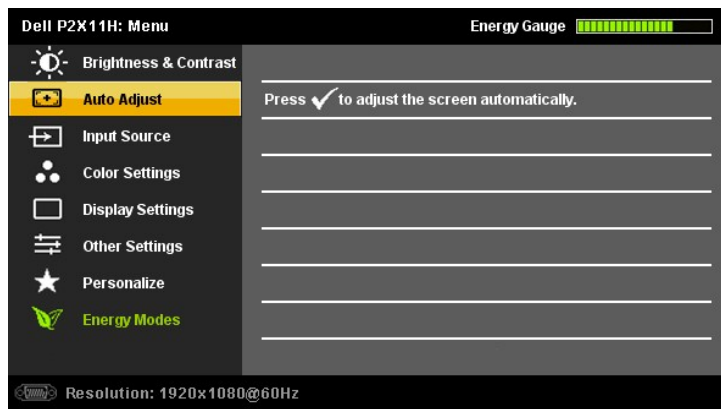 Dell P2X11H: Menu
Energy Gauge
Brightness & Contrast
Auto Adjust
Press ✓ to adjust the screen automatically.
Input Source
Color Settings
Display Settings
Other Settings
Personalize
Energy Modes
Resolution: 1920x1080@60Hz